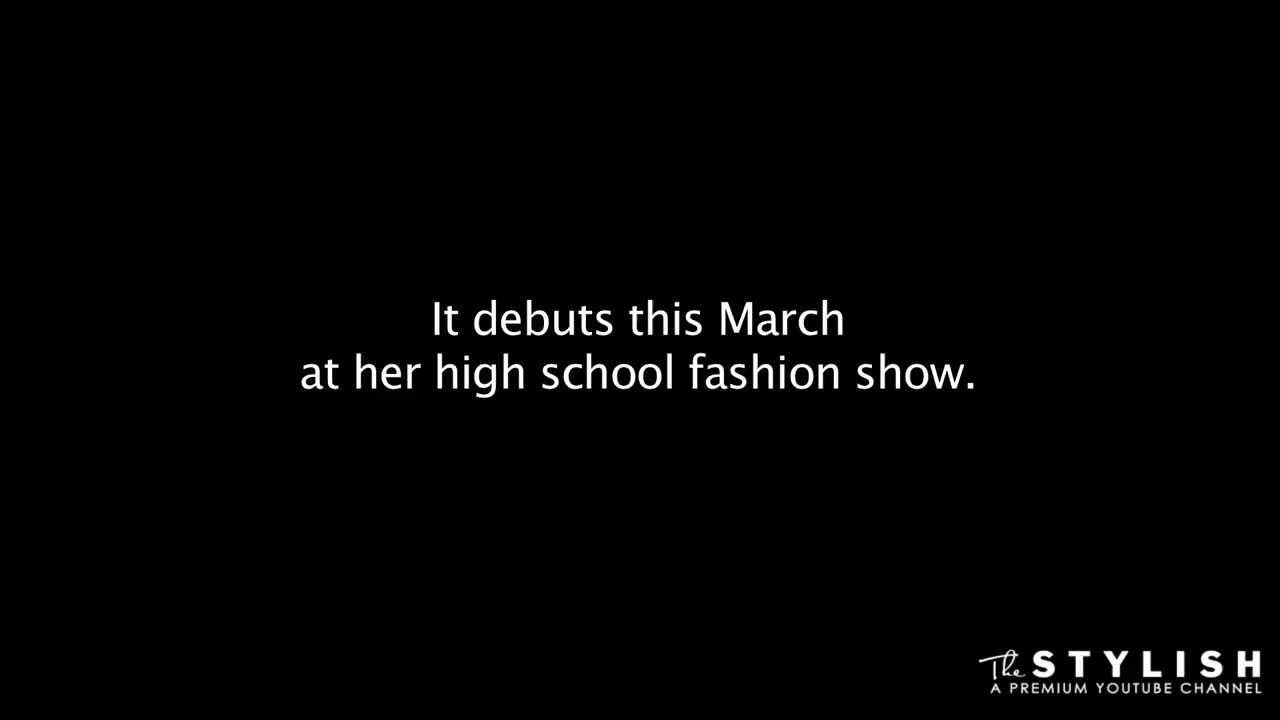 It debuts this March
at her high school fashion show.
The STYLISH
A PREMIUM YOUTUBE CHANNEL